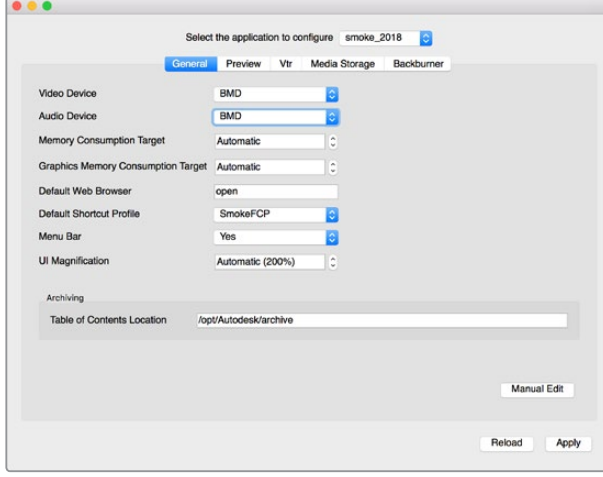 Select the application to configure smoke_2018
General Preview Vtr Media Storage Backburner
Video Device BMD
Audio Device BMD
Memory Consumption Target Automatic
Graphics Memory Consumption Target Automatic
Default Web Browser open
Default Shortcut Profile SmokeFCP
Menu Bar Yes
UI Magnification Automatic (200%)
Archiving
Table of Contents Location /opt/Autodesk/archive
Manual Edit
Reload Apply